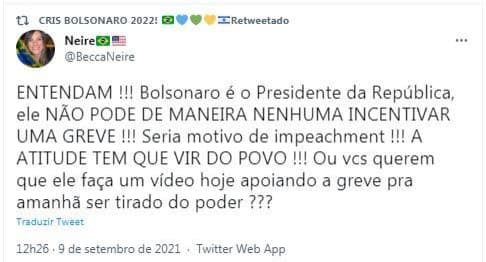 CRIS BOLSONARO 2022! 🇧🇷💙💚💛🇮🇱Retweetado
Neire🇧🇷🇺🇸
@BeccaNeire
ENTENDAM !!! Bolsonaro é o Presidente da República,
ele NÃO PODE DE MANEIRA NENHUMA INCENTIVAR
UMA GREVE !!! Seria motivo de impeachment !!! A
ATITUDE TEM QUE VIR DO POVO !!! Ou vcs querem
que ele faça um vídeo hoje apoiando a greve pra
amanhã ser tirado do poder ???
Traduzir Tweet
12h26 · 9 de setembro de 2021 · Twitter Web App